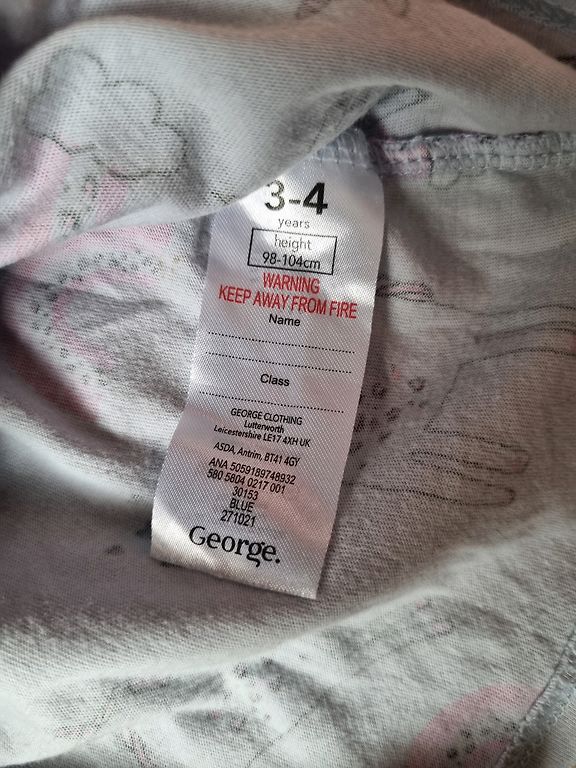 3-4
years
height
98-104cm
WARNING
KEEP AWAY FROM FIRE
Name
Class
GEORGE CLOTHING
Lutterworth
Leicestershire LE17 4XH UK
ASDA, Antrim, BT41 4GY
ANA 5059189748932
580 5804 0217 001
30153
BLUE
271021
George.